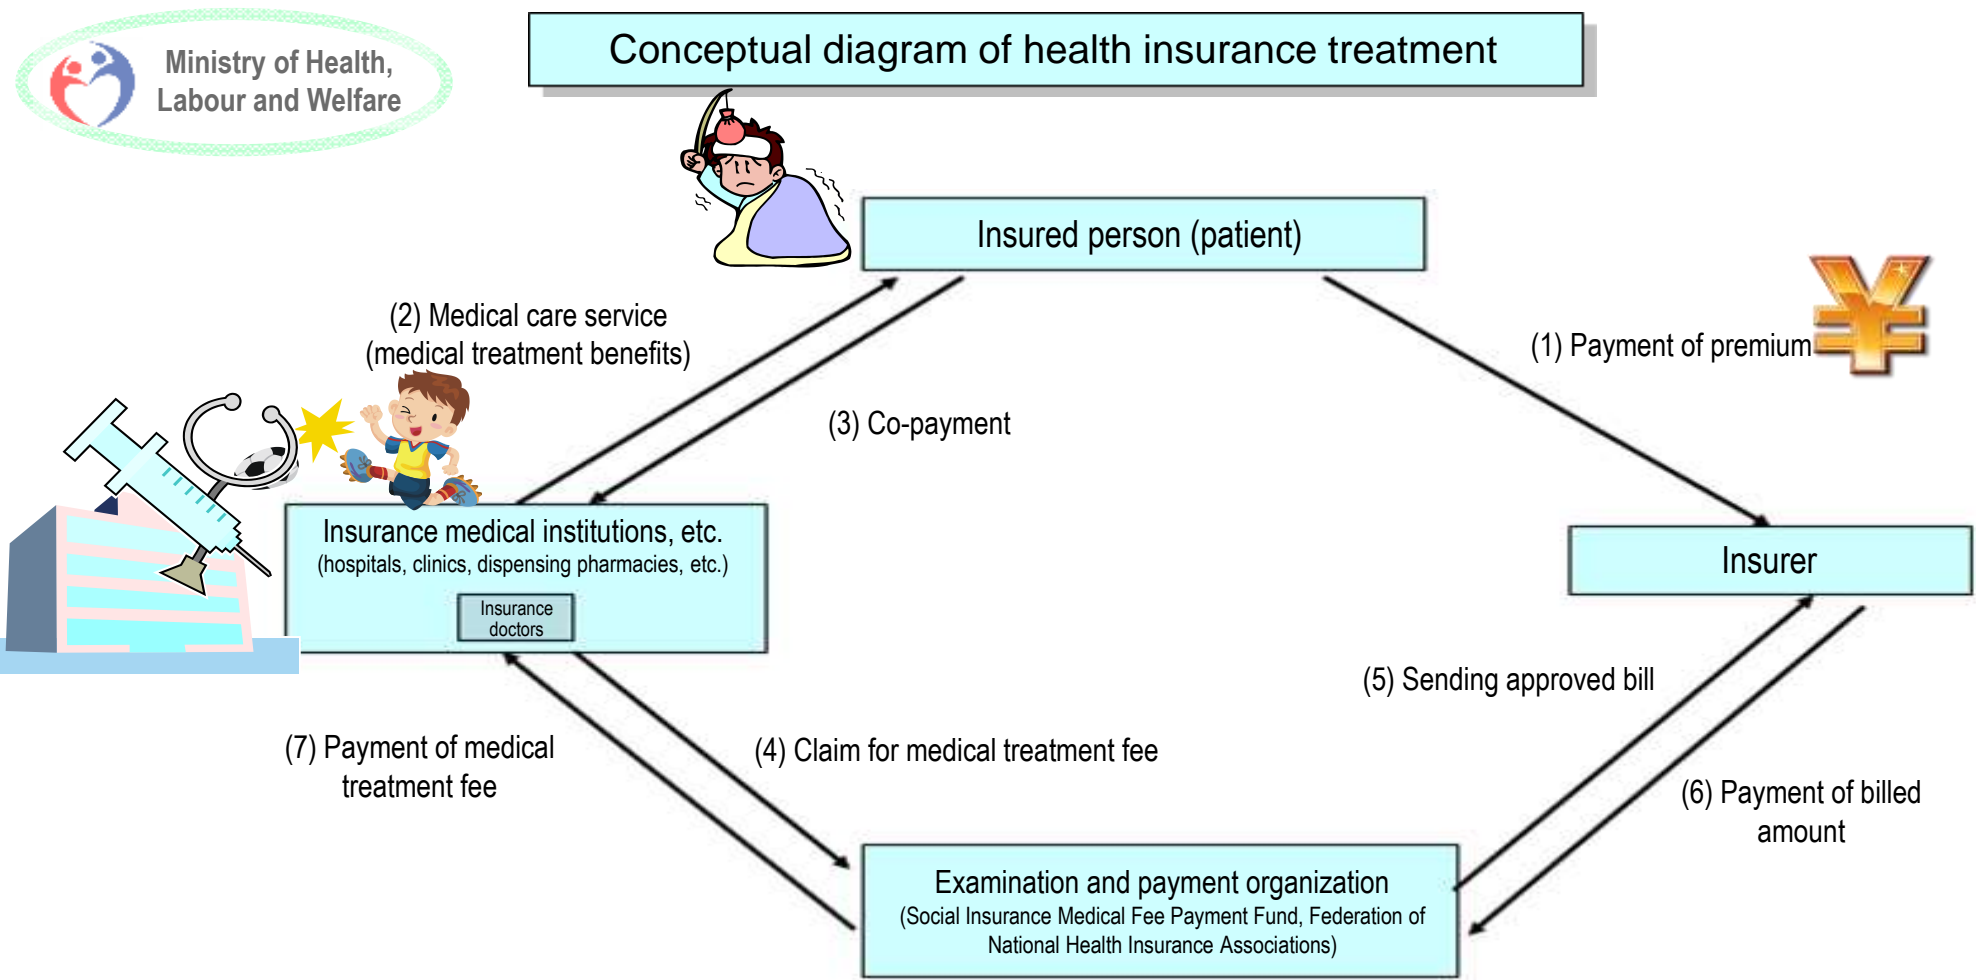 Ministry of Health,
Labour and Welfare
Conceptual diagram of health insurance treatment
Insured person (patient)
(2) Medical care service
(medical treatment benefits)
(1) Payment of premium
(3) Co-payment
Insurance medical institutions, etc.
(hospitals, clinics, dispensing pharmacies, etc.)
Insurance
doctors
Insurer
(5) Sending approved bill
(7) Payment of medical
treatment fee
(4) Claim for medical treatment fee
(6) Payment of billed
amount
Examination and payment organization
(Social Insurance Medical Fee Payment Fund, Federation of
National Health Insurance Associations)